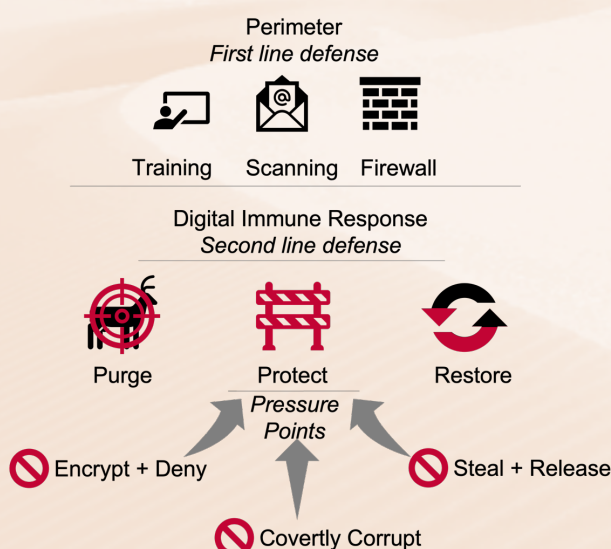 Perimeter
First line defense
@
Training Scanning Firewall
Digital Immune Response
Second line defense
Purge Protect Restore
Pressure
Points
Encrypt + Deny Steal + Release
Covertly Corrupt